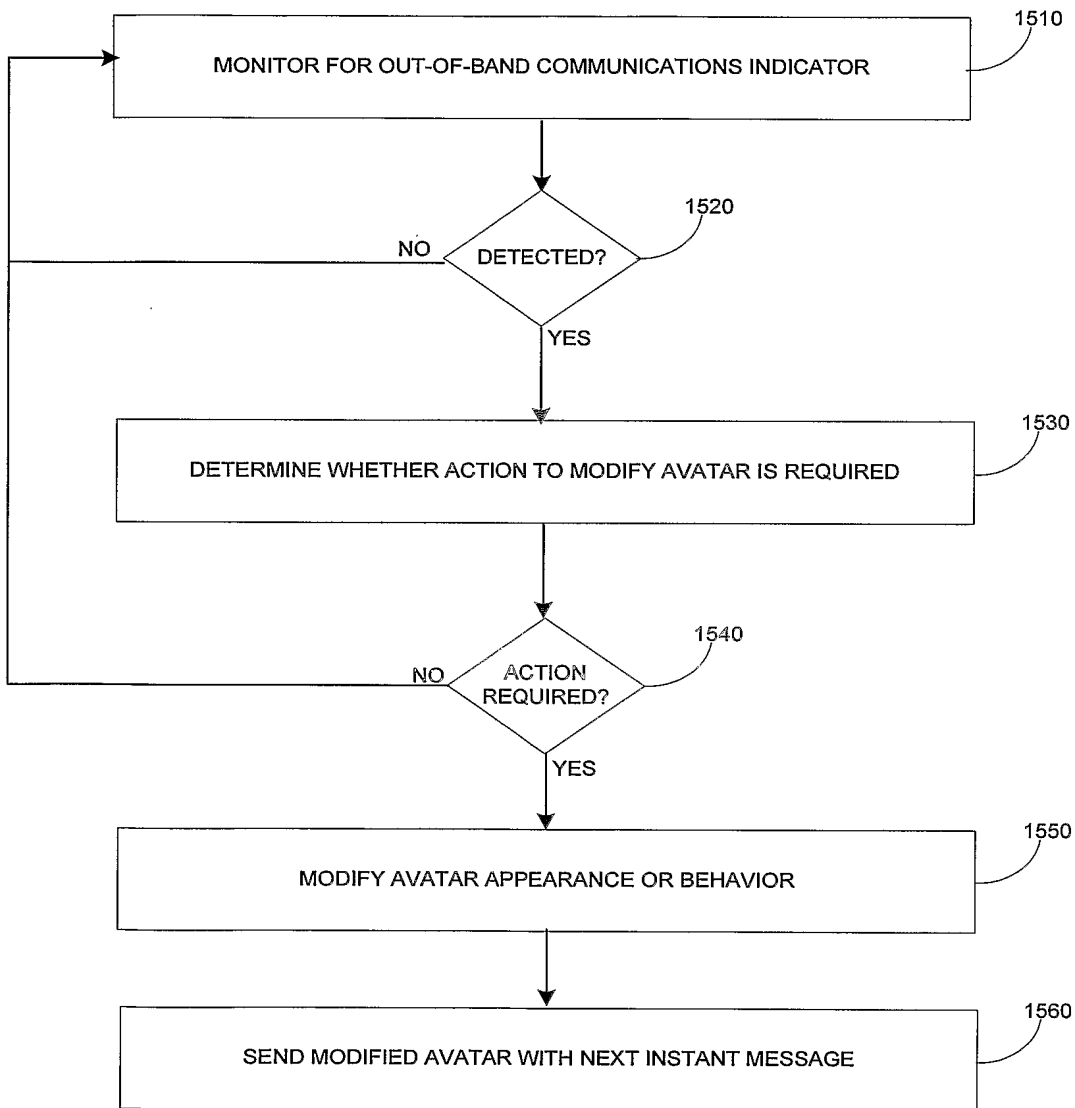 1510
MONITOR FOR OUT-OF-BAND COMMUNICATIONS INDICATOR
1520
NO
DETECTED?
YES
1530
DETERMINE WHETHER ACTION TO MODIFY AVATAR IS REQUIRED
1540
NO
ACTION
REQUIRED?
YES
1550
MODIFY AVATAR APPEARANCE OR BEHAVIOR
1560
SEND MODIFIED AVATAR WITH NEXT INSTANT MESSAGE